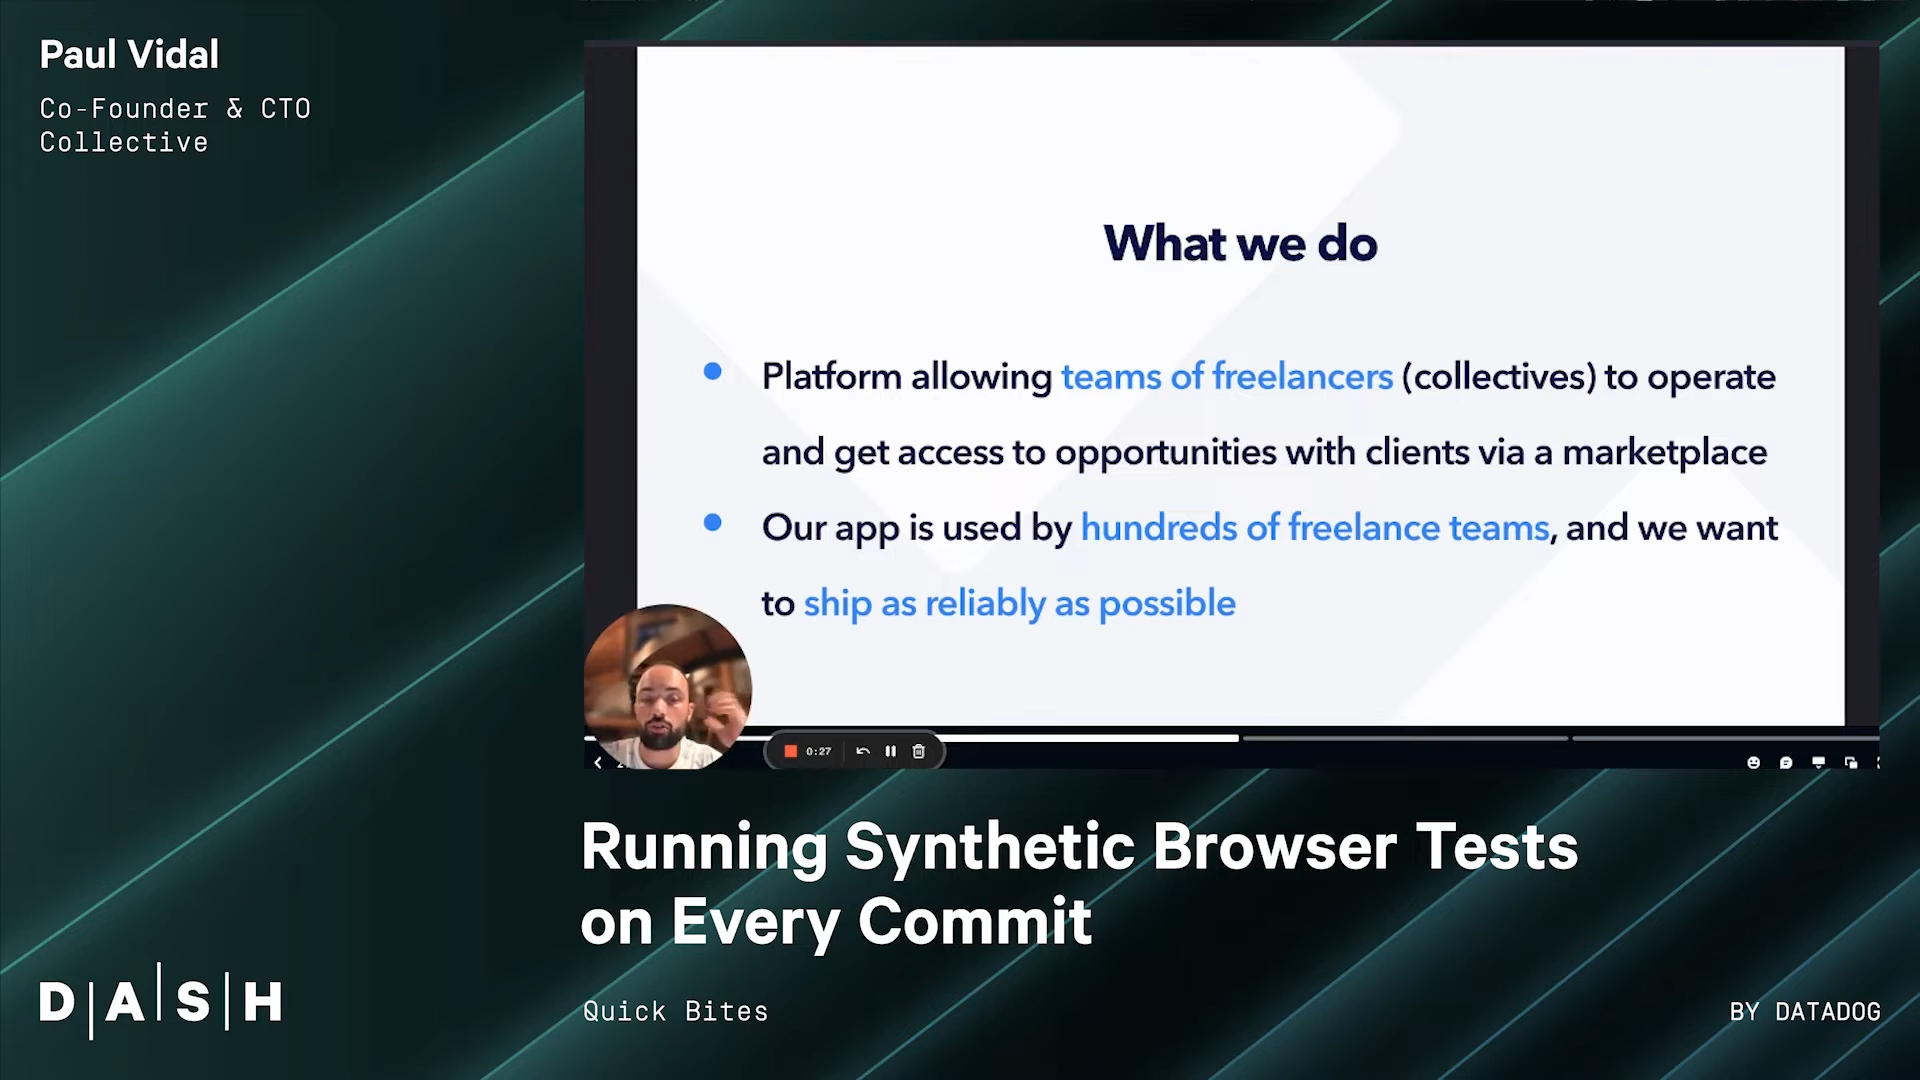 Paul Vidal
Co-Founder & CTO
Collective
What we do
Platform allowing teams of freelancers (collectives) to operate
and get access to opportunities with clients via a marketplace
Our app is used by hundreds of freelance teams, and we want
to ship as reliably as possible
0:27
Running Synthetic Browser Tests
on Every Commit
D|A|S|H
Quick Bites
BY DATADOG